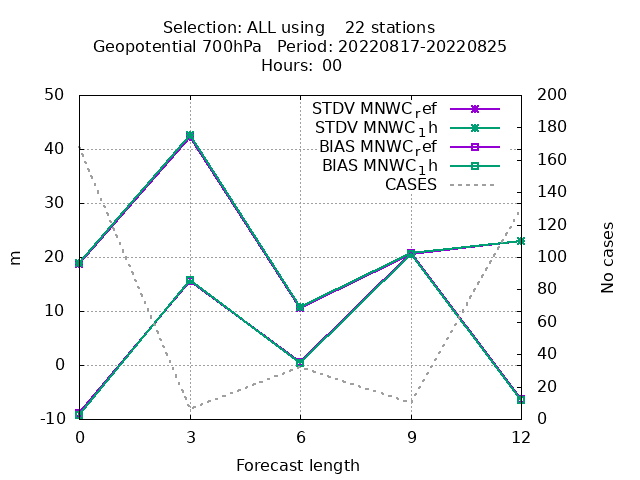 Selection: ALL using    22 stations
Geopotential 700hPa   Period: 20220817-20220825
Hours: 00
STDV MNWC_ref
STDV MNWC_1h
BIAS MNWC_ref
BIAS MNWC_1h
CASES
50
40
30
20
10
0
-10
m
200
180
160
140
120
100
80
60
40
20
0
No cases
0 3 6 9 12
Forecast length